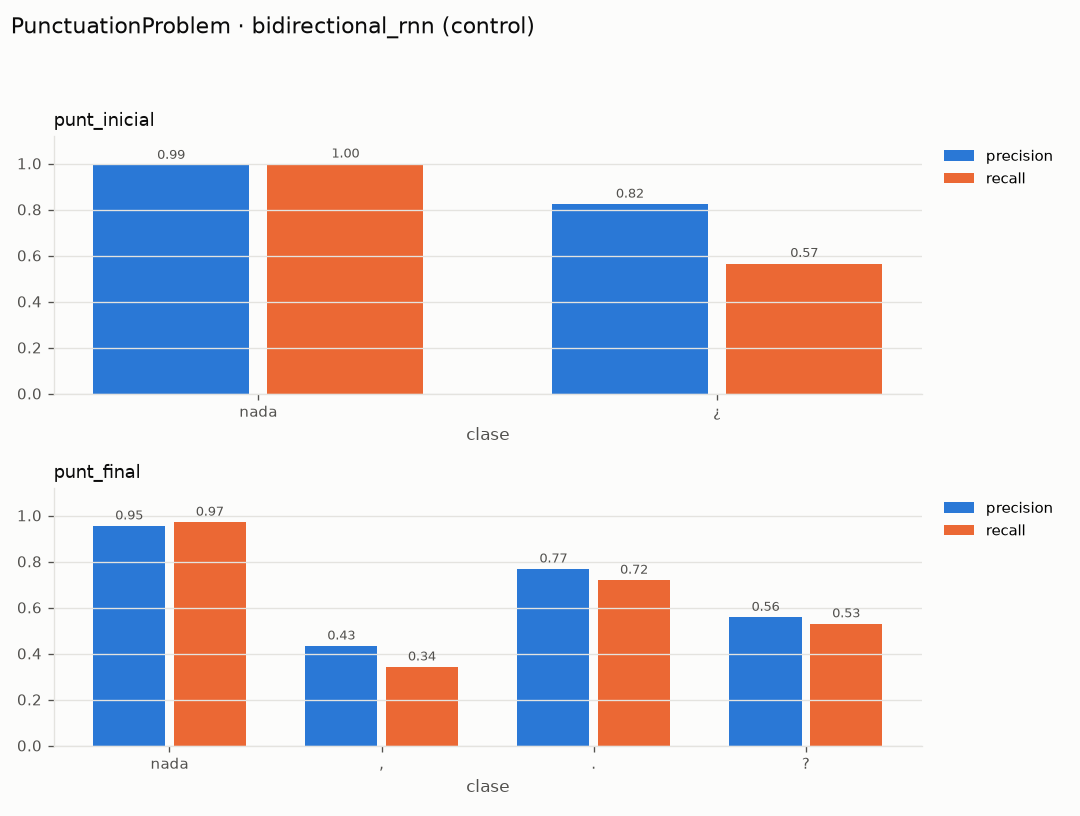 PunctuationProblem · bidirectional_rnn (control)
punt_inicial
precision
recall
0.99
1.00
0.82
0.57
1.0
0.8
0.6
0.4
0.2
0.0
nada
¿
clase
punt_final
precision
recall
0.95
0.97
0.43
0.34
0.77
0.72
0.56
0.53
1.0
0.8
0.6
0.4
0.2
0.0
nada
,
.
?
clase